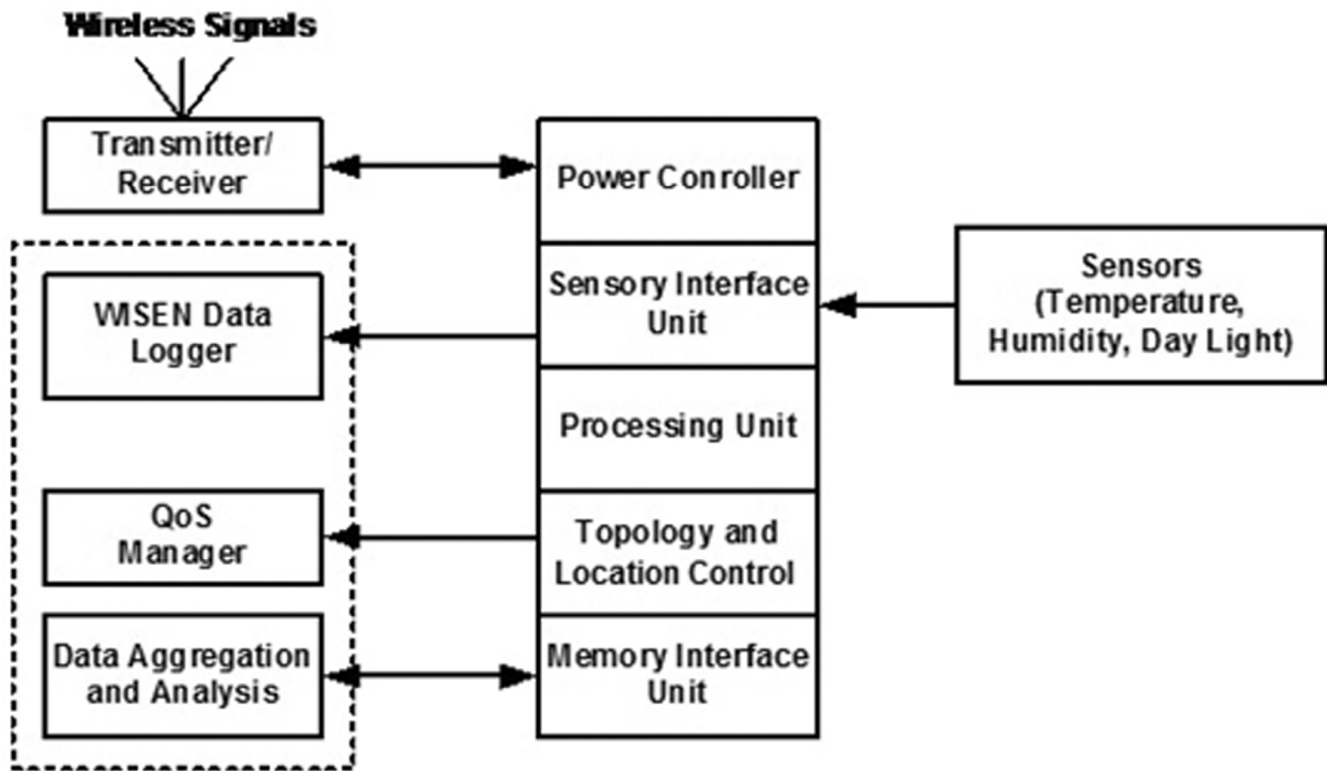 Wireless Signals
Transmitter/
Receiver
Power Conroller
Sensors
(Temperature,
Humidity, Day Light)
Sensory Interface
Unit
WISEN Data
Logger
Processing Unit
QoS
Manager
Topology and
Location Control
Data Aggregation
and Analysis
Memory Interface
Unit